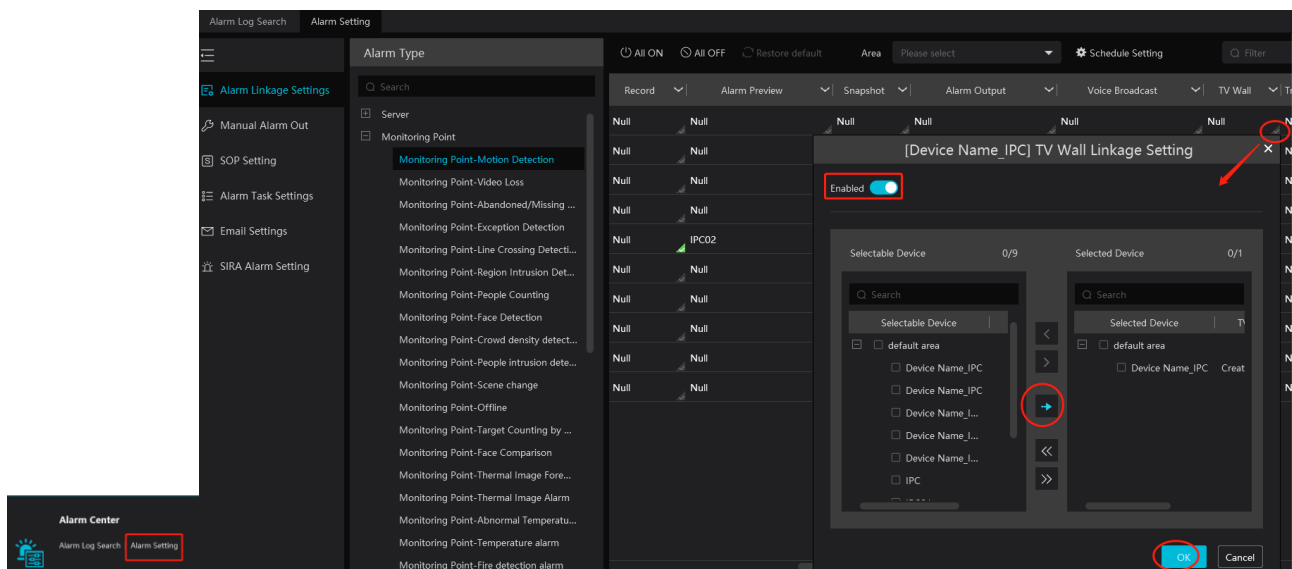 Alarm Log Search
Alarm Setting
Alarm Linkage Settings
Manual Alarm Out
SOP Setting
Alarm Task Settings
Email Settings
SIRA Alarm Setting
Alarm Type
Search
Server
Monitoring Point
Monitoring Point-Motion Detection
Monitoring Point-Video Loss
Monitoring Point-Abandoned/Missing ...
Monitoring Point-Exception Detection
Monitoring Point-Line Crossing Detecti...
Monitoring Point-Region Intrusion Det...
Monitoring Point-People Counting
Monitoring Point-Face Detection
Monitoring Point-Crowd density detect...
Monitoring Point-People intrusion dete...
Monitoring Point-Scene change
Monitoring Point-Offline
Monitoring Point-Target Counting by ...
Monitoring Point-Face Comparison
Monitoring Point-Thermal Image Fore...
Monitoring Point-Thermal Image Alarm
Monitoring Point-Abnormal Temperatu...
Monitoring Point-Temperature alarm
Monitoring Point-Fire detection alarm
All ON All OFF Restore default Area Please select Schedule Setting Filter
Record Alarm Preview Snapshot Alarm Output Voice Broadcast TV Wall
Null Null Null Null Null Null
Null Null
Null Null
Null Null
Null IPC02
Null Null
Null Null
Null Null
Null Null
Null Null
[Device Name_IPC] TV Wall Linkage Setting
Enabled
Selectable Device 0/9
Search
Selectable Device
default area
Device Name_IPC
Device Name_IPC
Device Name_I...
Device Name_I...
Device Name_I...
IPC
Selected Device 0/1
Search
Selected Device
default area
Device Name_IPC Creat
OK Cancel
Alarm Center
Alarm Log Search Alarm Setting